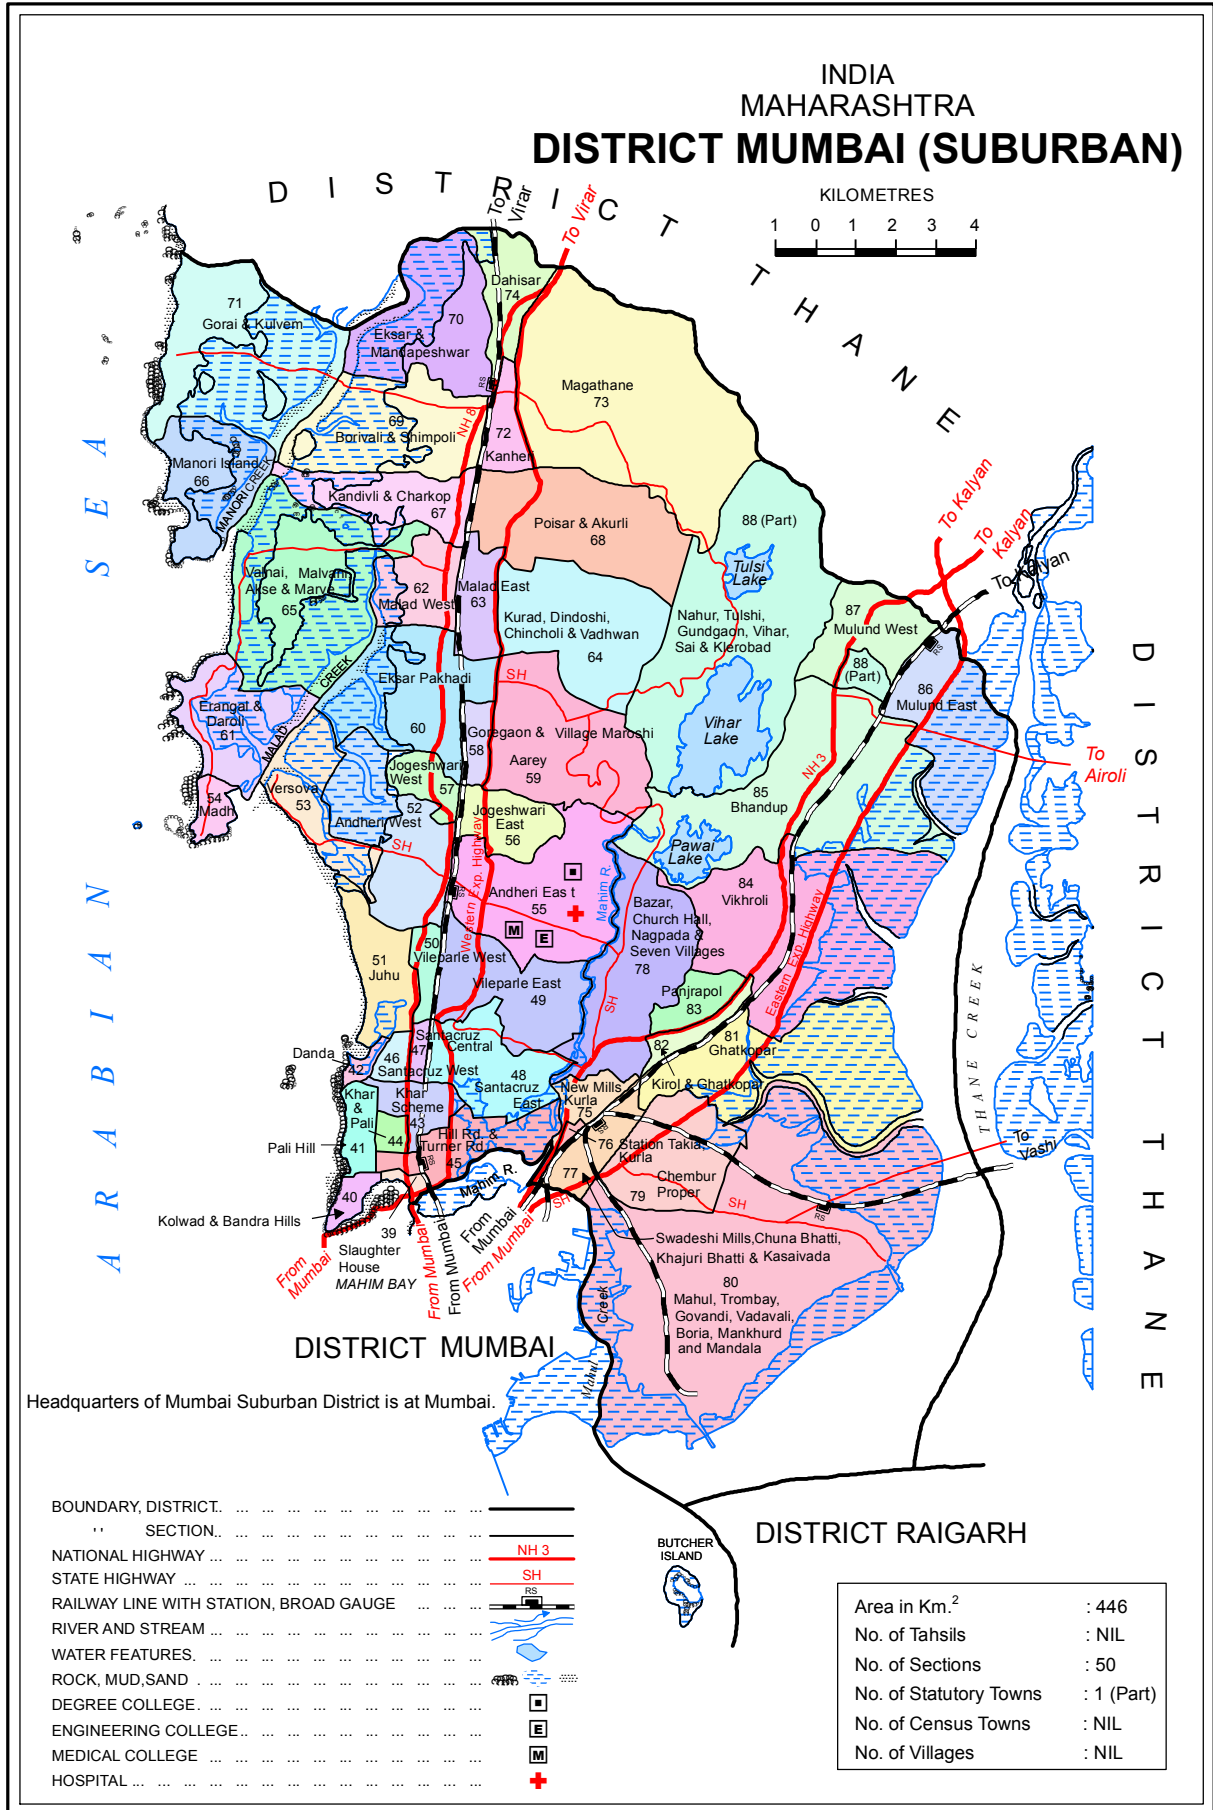 INDIA
MAHARASHTRA
DISTRICT MUMBAI (SUBURBAN)
KILOMETRES
1 0 1 2 3 4
DISTRICT THANE
To Virar
To Virar
Dahisar
74
71
Gorai & Kulvem
70
Eksar &
Mandapeshwar
RS
Magathane
73
69
Borivali & Shimpoli
NH 8
72
Kanheri
Manori Island
66
MANORI CREEK
Kandivli & Charkop
67
Poisar & Akurli
68
88 (Part)
To Kalyan
To
Kalyan
To Kalyan
Tulsi
Lake
Valnai, Malvanı
Akse & Marve
65
62
Malad West
Malad East
63
Kurad, Dindoshi,
Chincholi & Vadhwan
64
Nahur, Tulshi,
Gundgaon, Vihar,
Sai & Klerobad
87
Mulund West
RS
88
(Part)
86
Mulund East
CREEK
MALAD
Eksar Pakhadi
60
SH
Erangal &
Daroli
61
Goregaon &
58
Village Maroshi
Aarey
59
Vihar
Lake
NH 3
To
Airoli
54
Madh
Versova
53
Jogeshwari
West
57
52
Andheri West
SH
Jogeshwari
East
56
85
Bhandup
Pawai
Lake
Western Exp. Highway
RS
Andheri Eas t
55
M
E
Mahim R.
Bazar,
Church Hall,
Nagpada &
Seven Villages
78
84
Vikhroli
Eastern Exp. Highway
51
Juhu
50
Vileparle West
Vileparle East
49
SH
Panjrapol
83
THANE CREEK
Danda
42
46
47
Santacruz
Central
Santacruz West
48
Santacruz
East
82
81
Ghatkopar
Kirol & Ghatkopar
New Mills
Kurla
75
RS
Khar
&
Pali
41
Pali Hill
Khar
Scheme
43
44
Hill Rd. &
Turner Rd.
45
RS
76
Station Takia,
Kurla
77
Chembur
Proper
79
SH
To
Vashi
RS
40
Kolwad & Bandra Hills
39
Slaughter
House
MAHIM BAY
Mahim R.
From
Mumbai
From Mumbai
From Mumbai
From
Mumbai
From Mumbai
SH
Swadeshi Mills,Chuna Bhatti,
Khajuri Bhatti & Kasaivada
80
Mahul, Trombay,
Govandi, Vadavali,
Boria, Mankhurd
and Mandala
Mahul Creek
ARABIAN SEA
DISTRICT THANE
DISTRICT MUMBAI
Headquarters of Mumbai Suburban District is at Mumbai.
DISTRICT RAIGARH
BUTCHER
ISLAND
BOUNDARY, DISTRICT.. ... ... ... ... ... ... ... ... ... ...
'' SECTION... ... ... ... ... ... ... ... ... ... ...
NATIONAL HIGHWAY ... ... ... ... ... ... ... ... ... ... ... NH 3
STATE HIGHWAY ... ... ... ... ... ... ... ... ... ... ... ... SH
RAILWAY LINE WITH STATION, BROAD GAUGE ... ... ... RS
RIVER AND STREAM ... ... ... ... ... ... ... ... ... ... ...
WATER FEATURES. ... ... ... ... ... ... ... ... ... ... ...
ROCK, MUD,SAND . ... ... ... ... ... ... ... ... ... ... ...
DEGREE COLLEGE. ... ... ... ... ... ... ... ... ... ... ...
ENGINEERING COLLEGE... ... ... ... ... ... ... ... ... ... E
MEDICAL COLLEGE ... ... ... ... ... ... ... ... ... ... ... M
HOSPITAL ... ... ... ... ... ... ... ... ... ... ... ... ... ...
Area in Km.2 : 446
No. of Tahsils : NIL
No. of Sections : 50
No. of Statutory Towns : 1 (Part)
No. of Census Towns : NIL
No. of Villages : NIL